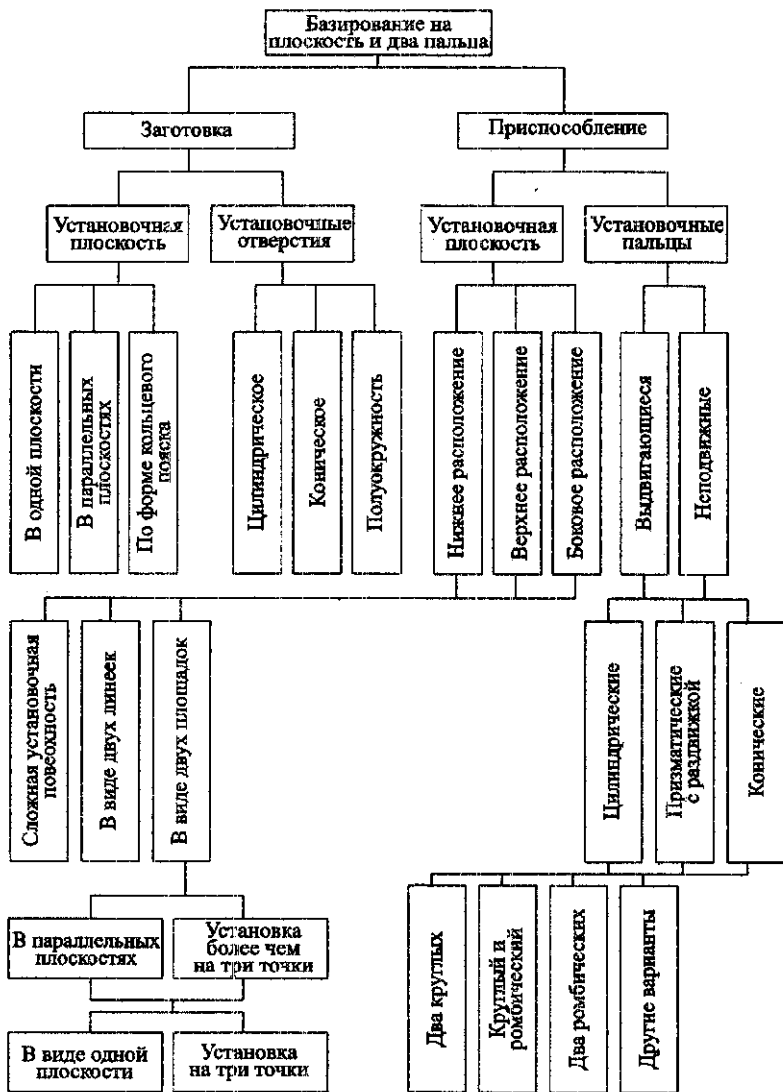 Базирование на
плоскость и два пальца
Заготовка
Приспособление
Установочная
плоскость
Установочные
отверстия
Установочная
плоскость
Установочные
пальцы
В одной плоскости
В параллельных
плоскостях
По форме кольцевого
пояска
Цилиндрическое
Коническое
Полуокружность
Нижнее расположение
Верхнее расположение
Боковое расположение
Выдвигающиеся
Неподвижные
Сложная установочная
повеохность
В виде двух линеек
В виде двух площадок
Цилиндрические
Призматические
с раздвижкой
Конические
В параллельных
плоскостях
Установка
более чем
на три точки
Два круглых
Круглый и
ромбический
Два ромбических
Другие варианты
В виде одной
плоскости
Установка
на три точки